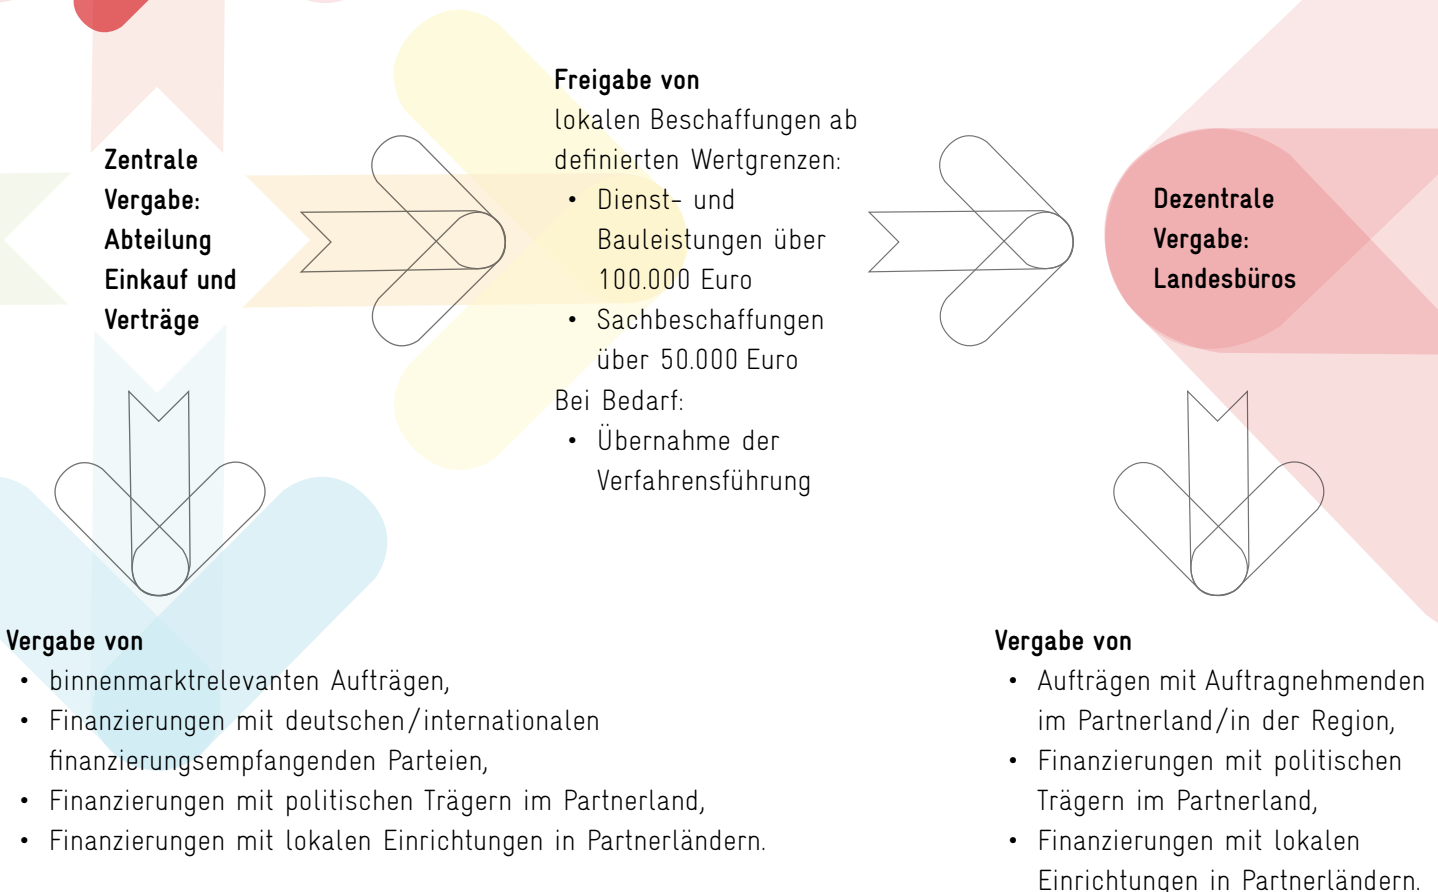 Zentrale
Vergabe:
Abteilung
Einkauf und
Verträge
Freigabe von
lokalen Beschaffungen ab
definierten Wertgrenzen:
• Dienst- und
Bauleistungen über
100.000 Euro
• Sachbeschaffungen
über 50.000 Euro
Bei Bedarf:
• Übernahme der
Verfahrensführung
Dezentrale
Vergabe:
Landesbüros
Vergabe von
• binnenmarktrelevanten Aufträgen,
• Finanzierungen mit deutschen/internationalen
finanzierungsempfangenden Parteien,
• Finanzierungen mit politischen Trägern im Partnerland,
• Finanzierungen mit lokalen Einrichtungen in Partnerländern.
Vergabe von
• Aufträgen mit Auftragnehmenden
im Partnerland/in der Region,
• Finanzierungen mit politischen
Trägern im Partnerland,
• Finanzierungen mit lokalen
Einrichtungen in Partnerländern.